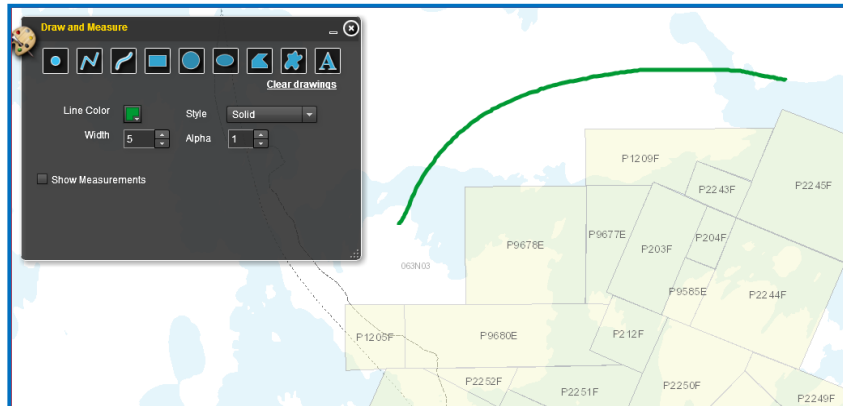 Draw and Measure
A
Clear drawings
Line Color
Style
Solid
Width
5
Alpha
1
Show Measurements
P1209F
P2243F
P2245F
P9677E
P204F
P203F
P9678E
063N03
P9585E
P2244F
P1205F
P9680E
P212F
P2252F
P2251F
P2250F
P2249F